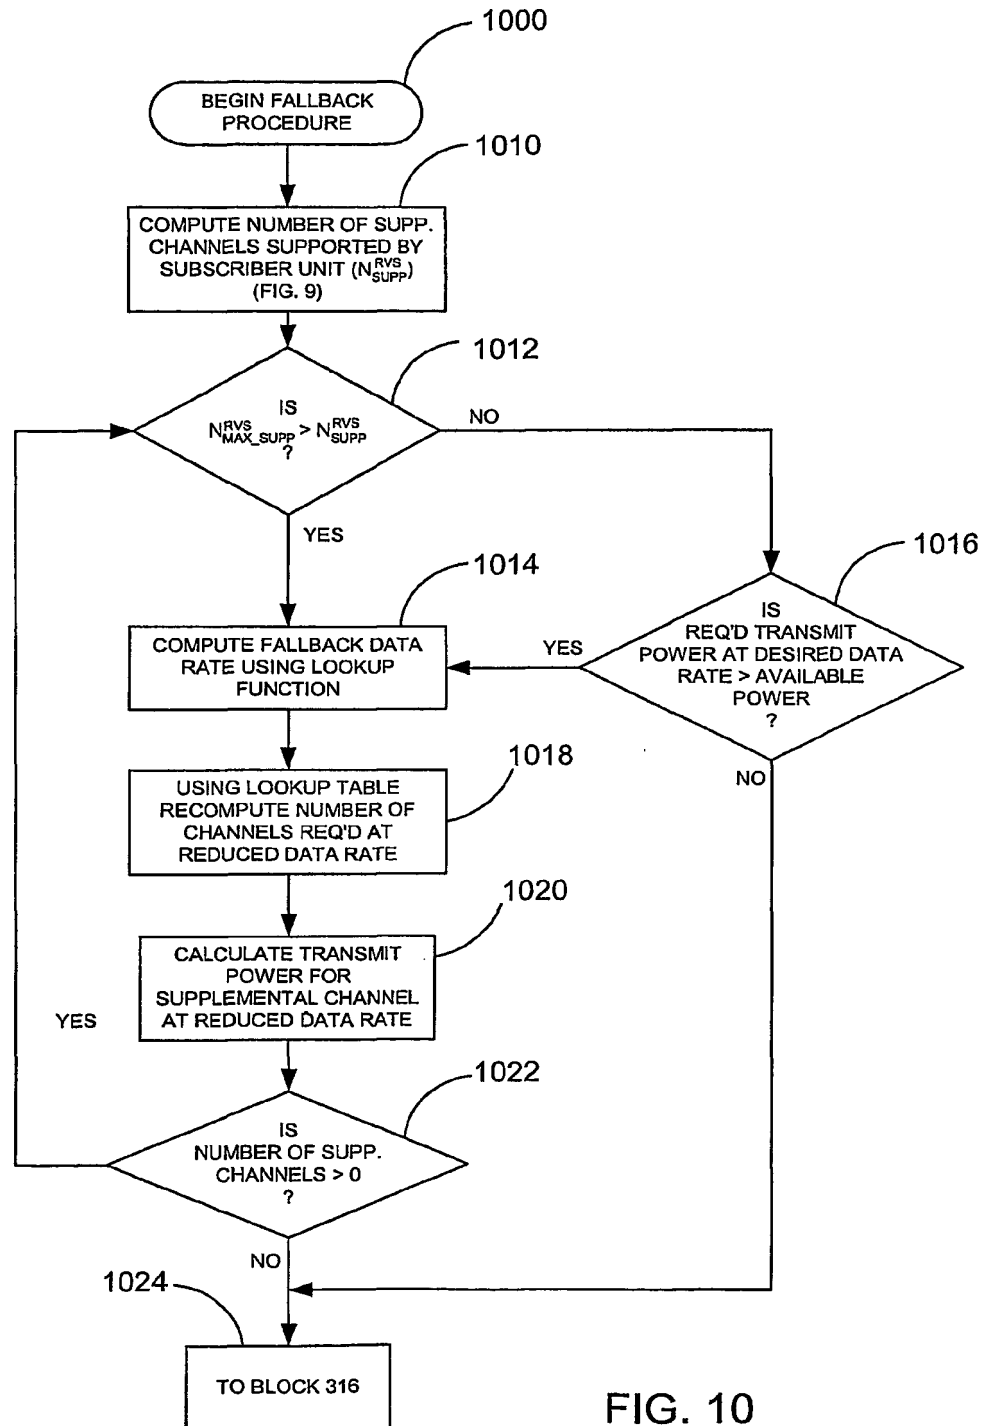 1000
BEGIN FALLBACK
PROCEDURE
1010
COMPUTE NUMBER OF SUPP.
CHANNELS SUPPORTED BY
SUBSCRIBER UNIT (N^RVS_SUPP)
(FIG. 9)
1012
IS
N^RVS_MAX_SUPP > N^RVS_SUPP
?
NO
YES
1014
1016
COMPUTE FALLBACK DATA
RATE USING LOOKUP
FUNCTION
YES
IS
REQ'D TRANSMIT
POWER AT DESIRED DATA
RATE > AVAILABLE
POWER
?
NO
1018
USING LOOKUP TABLE
RECOMPUTE NUMBER OF
CHANNELS REQ'D AT
REDUCED DATA RATE
1020
CALCULATE TRANSMIT
POWER FOR
SUPPLEMENTAL CHANNEL
AT REDUCED DATA RATE
YES
1022
IS
NUMBER OF SUPP.
CHANNELS > 0
?
NO
1024
TO BLOCK 316
FIG. 10